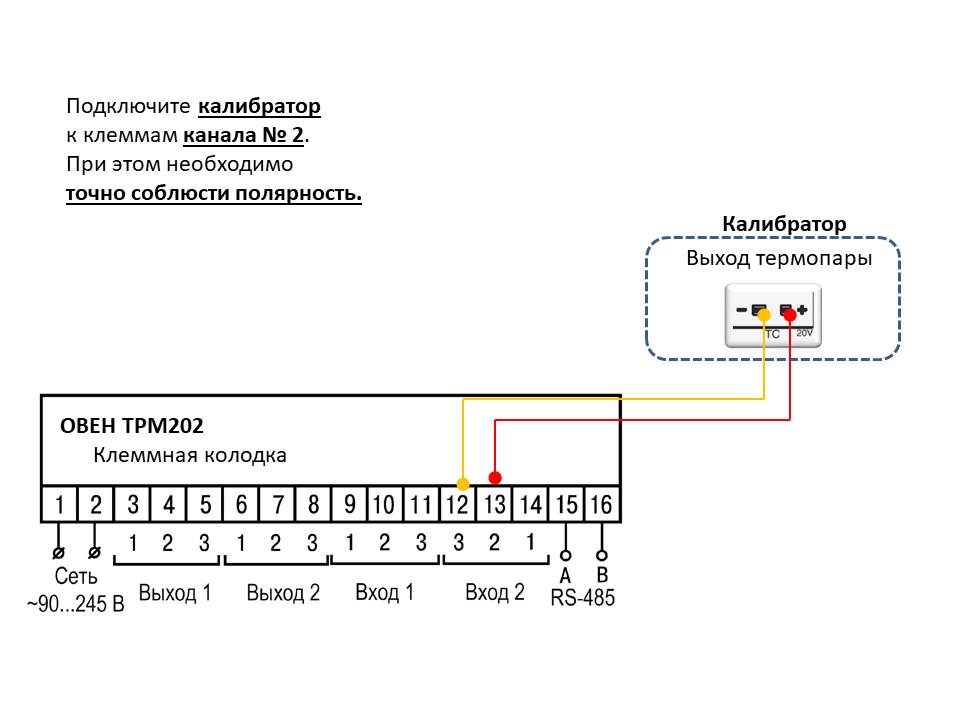 Подключите калибратор
к клеммам канала № 2.
При этом необходимо
точно соблюсти полярность.
Калибратор
Выход термопары
- +
TC 20V
ОВЕН ТРМ202
Клеммная колодка
1 2 3 4 5 6 7 8 9 10 11 12 13 14 15 16
1 2 3 1 2 3 1 2 3 3 2 1
Сеть
~90...245 В
Выход 1
Выход 2
Вход 1
Вход 2
A B
RS-485